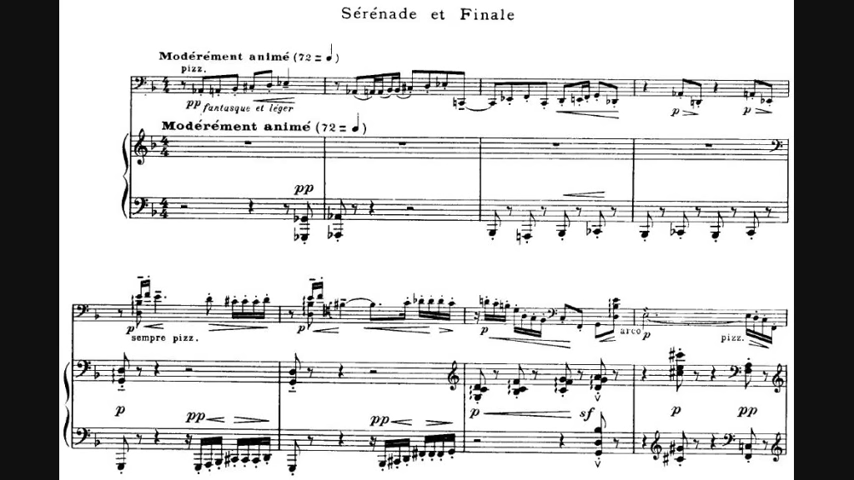 Sérénade et Finale
Modérément animé (72 = ♩)
pizz.
pp fantasque et léger
Modérément animé (72 = ♩)
pp
p p
p p p arco p
sempre pizz. pizz.
p pp pp p sf p pp